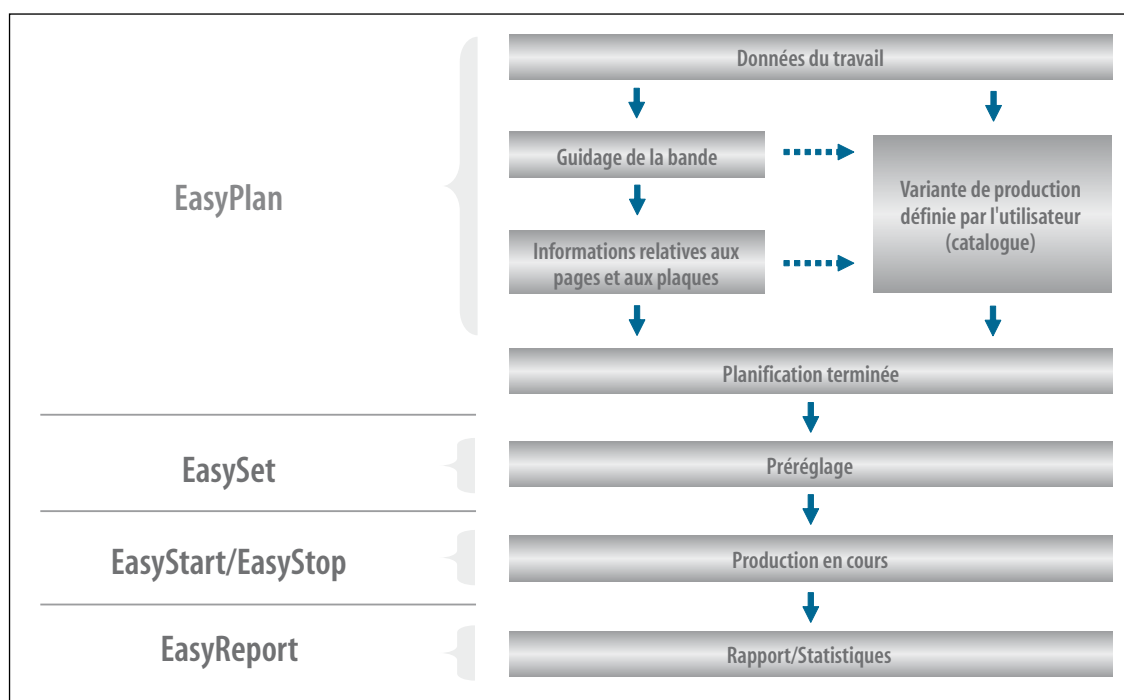 Données du travail
EasyPlan
Guidage de la bande
Variante de production
définie par l'utilisateur
(catalogue)
Informations relatives aux
pages et aux plaques
Planification terminée
EasySet
Préréglage
EasyStart/EasyStop
Production en cours
EasyReport
Rapport/Statistiques